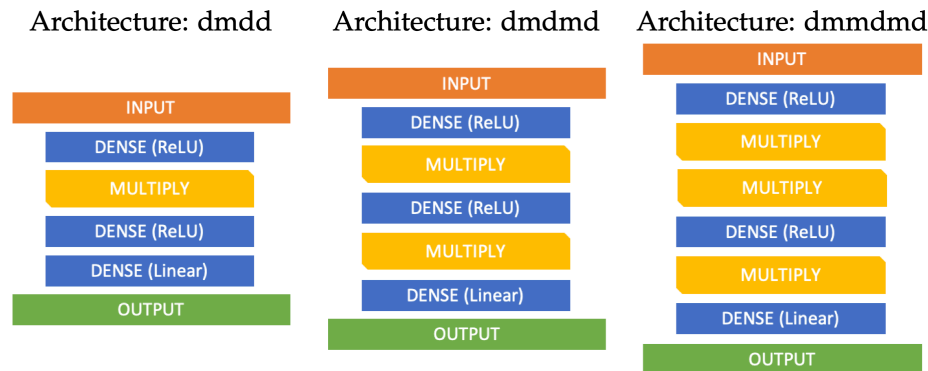 Architecture: dmdd
INPUT
DENSE (ReLU)
MULTIPLY
DENSE (ReLU)
DENSE (Linear)
OUTPUT
Architecture: dmdmd
INPUT
DENSE (ReLU)
MULTIPLY
DENSE (ReLU)
MULTIPLY
DENSE (Linear)
OUTPUT
Architecture: dmmdmd
INPUT
DENSE (ReLU)
MULTIPLY
MULTIPLY
DENSE (ReLU)
MULTIPLY
DENSE (Linear)
OUTPUT